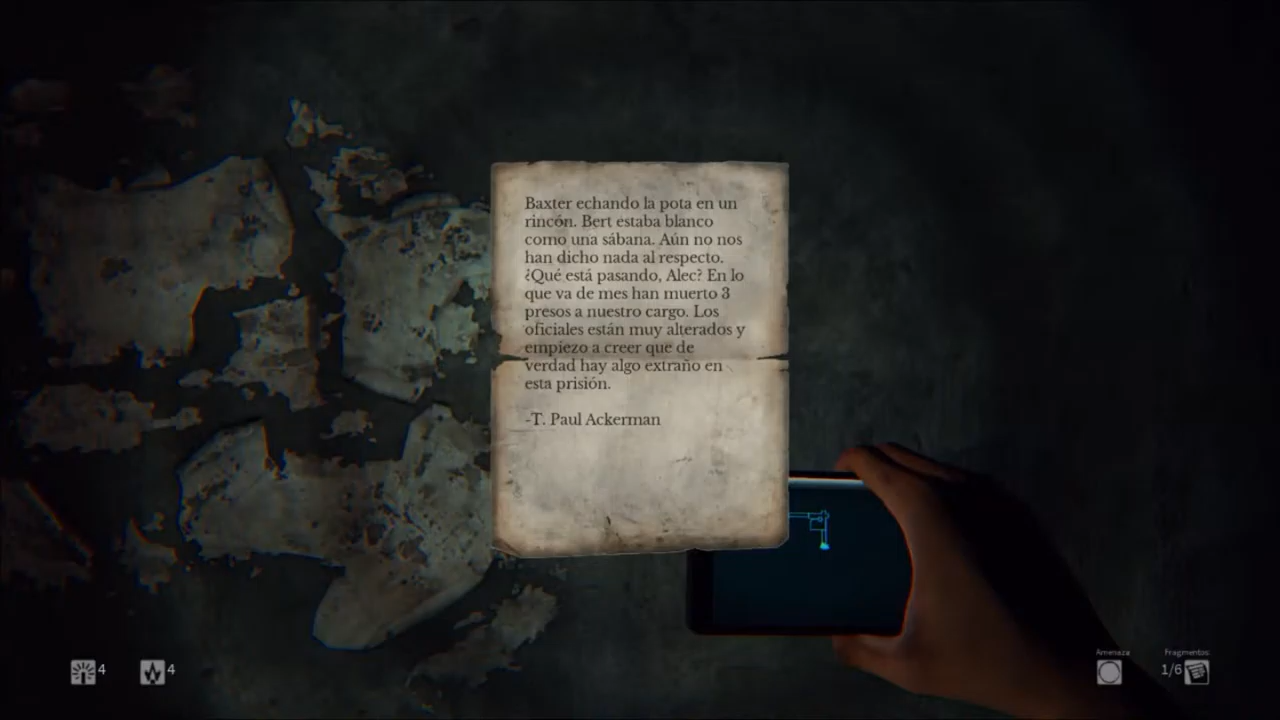 Baxter echando la pota en un
rincón. Bert estaba blanco
como una sábana. Aún no nos
han dicho nada al respecto.
¿Qué está pasando, Alec? En lo
que va de mes han muerto 3
presos a nuestro cargo. Los
oficiales están muy alterados y
empiezo a creer que de
verdad hay algo extraño en
esta prisión.
-T. Paul Ackerman
4
4
Amenaza
Fragmentos:
1/6